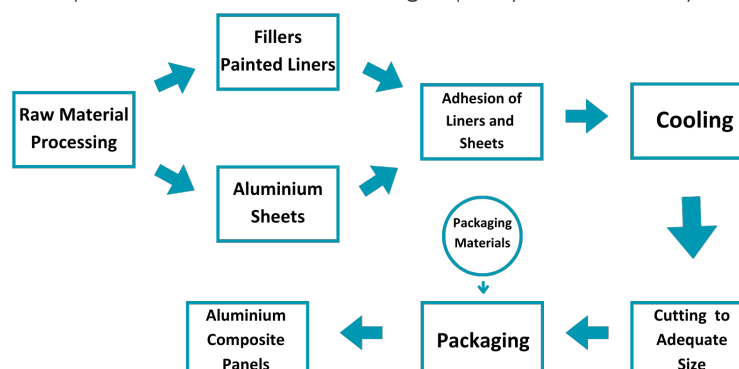 Fillers
Painted Liners
Raw Material
Processing
Adhesion of
Liners and
Sheets
Cooling
Aluminium
Sheets
Packaging
Materials
Aluminium
Composite
Panels
Packaging
Cutting to
Adequate
Size